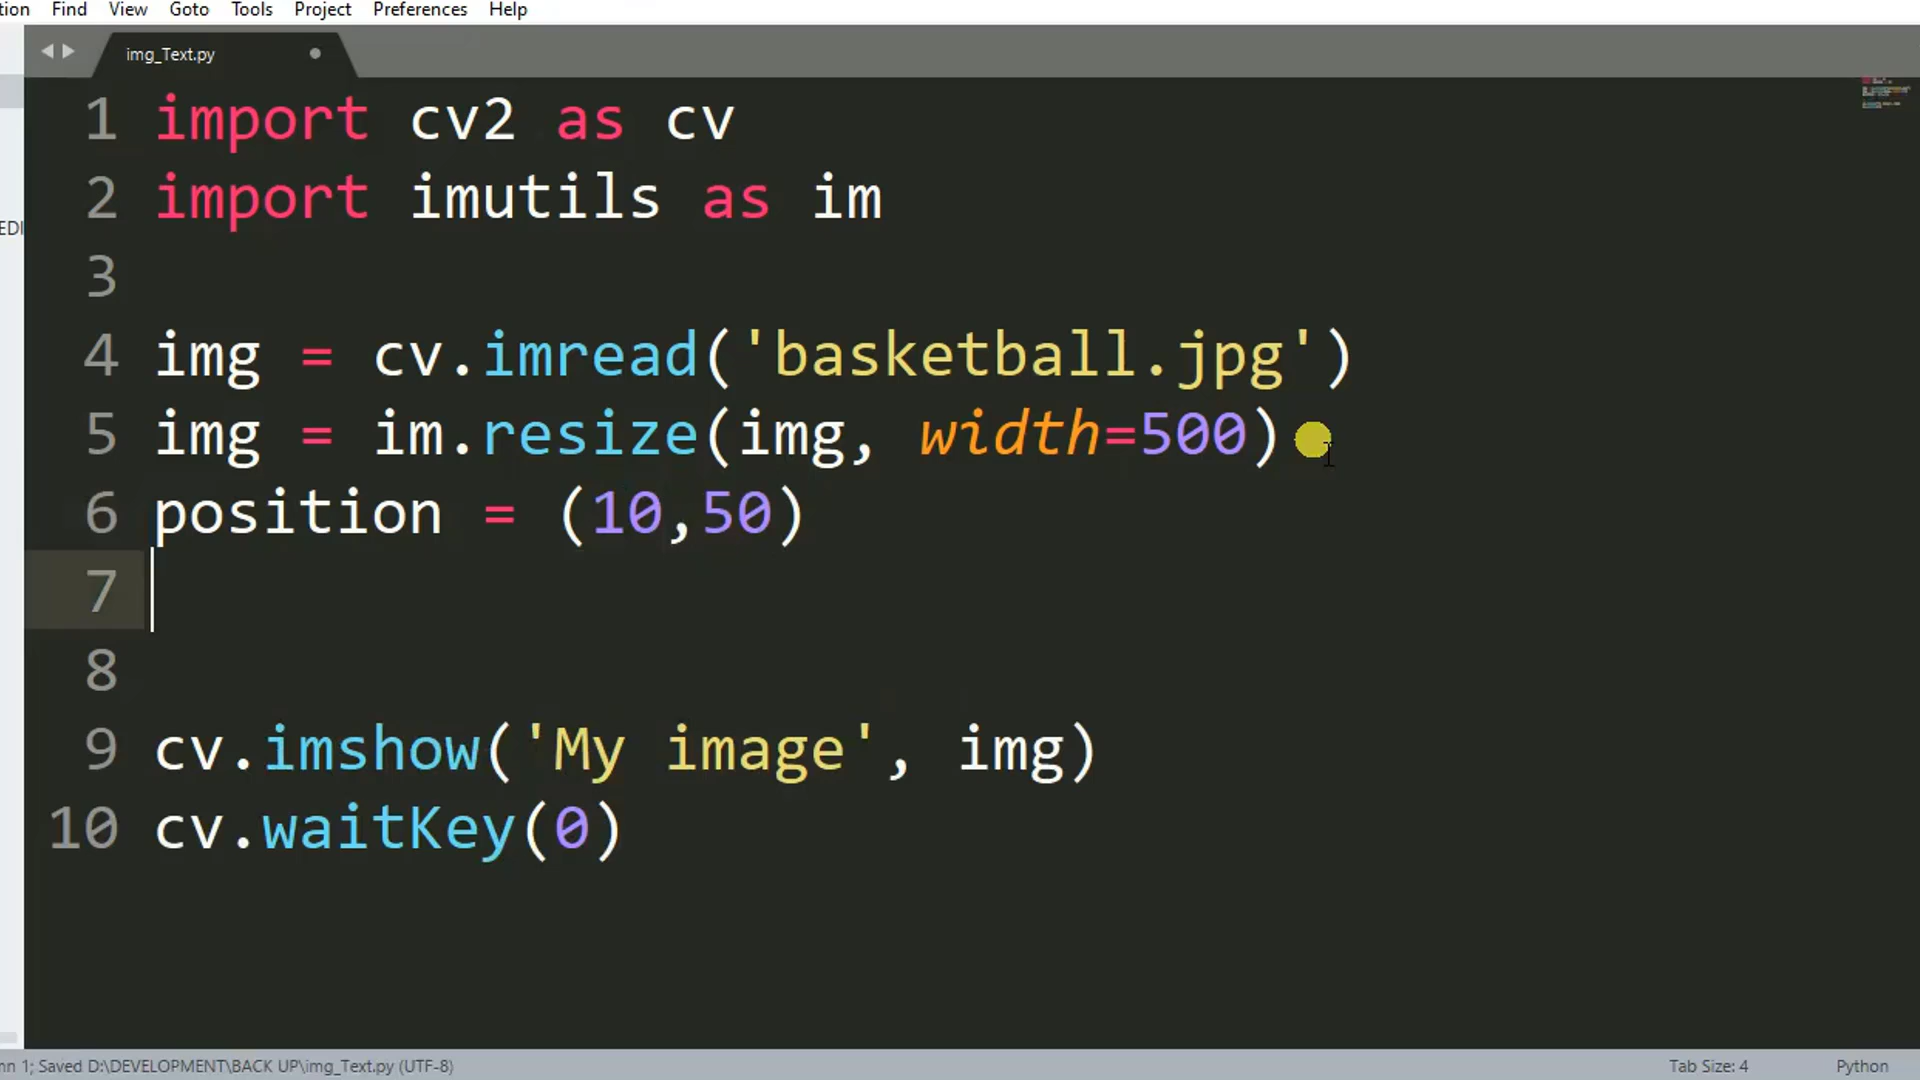 tion Find View Goto Tools Project Preferences Help
img_Text.py
EDI
1 import cv2 as cv
2 import imutils as im
3
4 img = cv.imread('basketball.jpg')
5 img = im.resize(img, width=500)
6 position = (10,50)
7
8
9 cv.imshow('My image', img)
10 cv.waitKey(0)
mn 1; Saved D:\DEVELOPMENT\BACK UP\img_Text.py (UTF-8) Tab Size: 4 Python